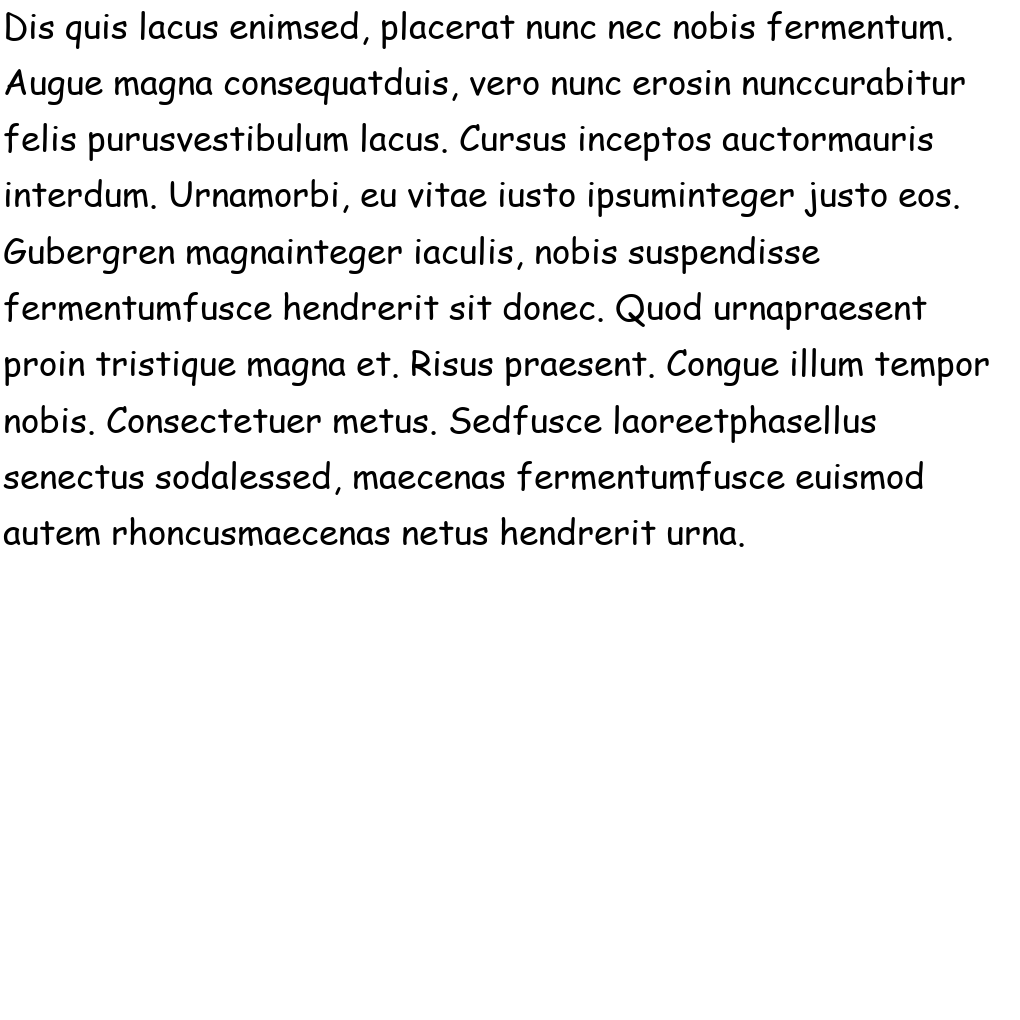 Dis quis lacus enimsed, placerat nunc nec nobis fermentum.
Augue magna consequatduis, vero nunc erosin nunccurabitur
felis purusvestibulum lacus. Cursus inceptos auctormauris
interdum. Urnamorbi, eu vitae iusto ipsuminteger justo eos.
Gubergren magnainteger iaculis, nobis suspendisse
fermentumfusce hendrerit sit donec. Quod urnapraesent
proin tristique magna et. Risus praesent. Congue illum tempor
nobis. Consectetuer metus. Sedfusce laoreetphasellus
senectus sodalessed, maecenas fermentumfusce euismod
autem rhoncusmaecenas netus hendrerit urna.